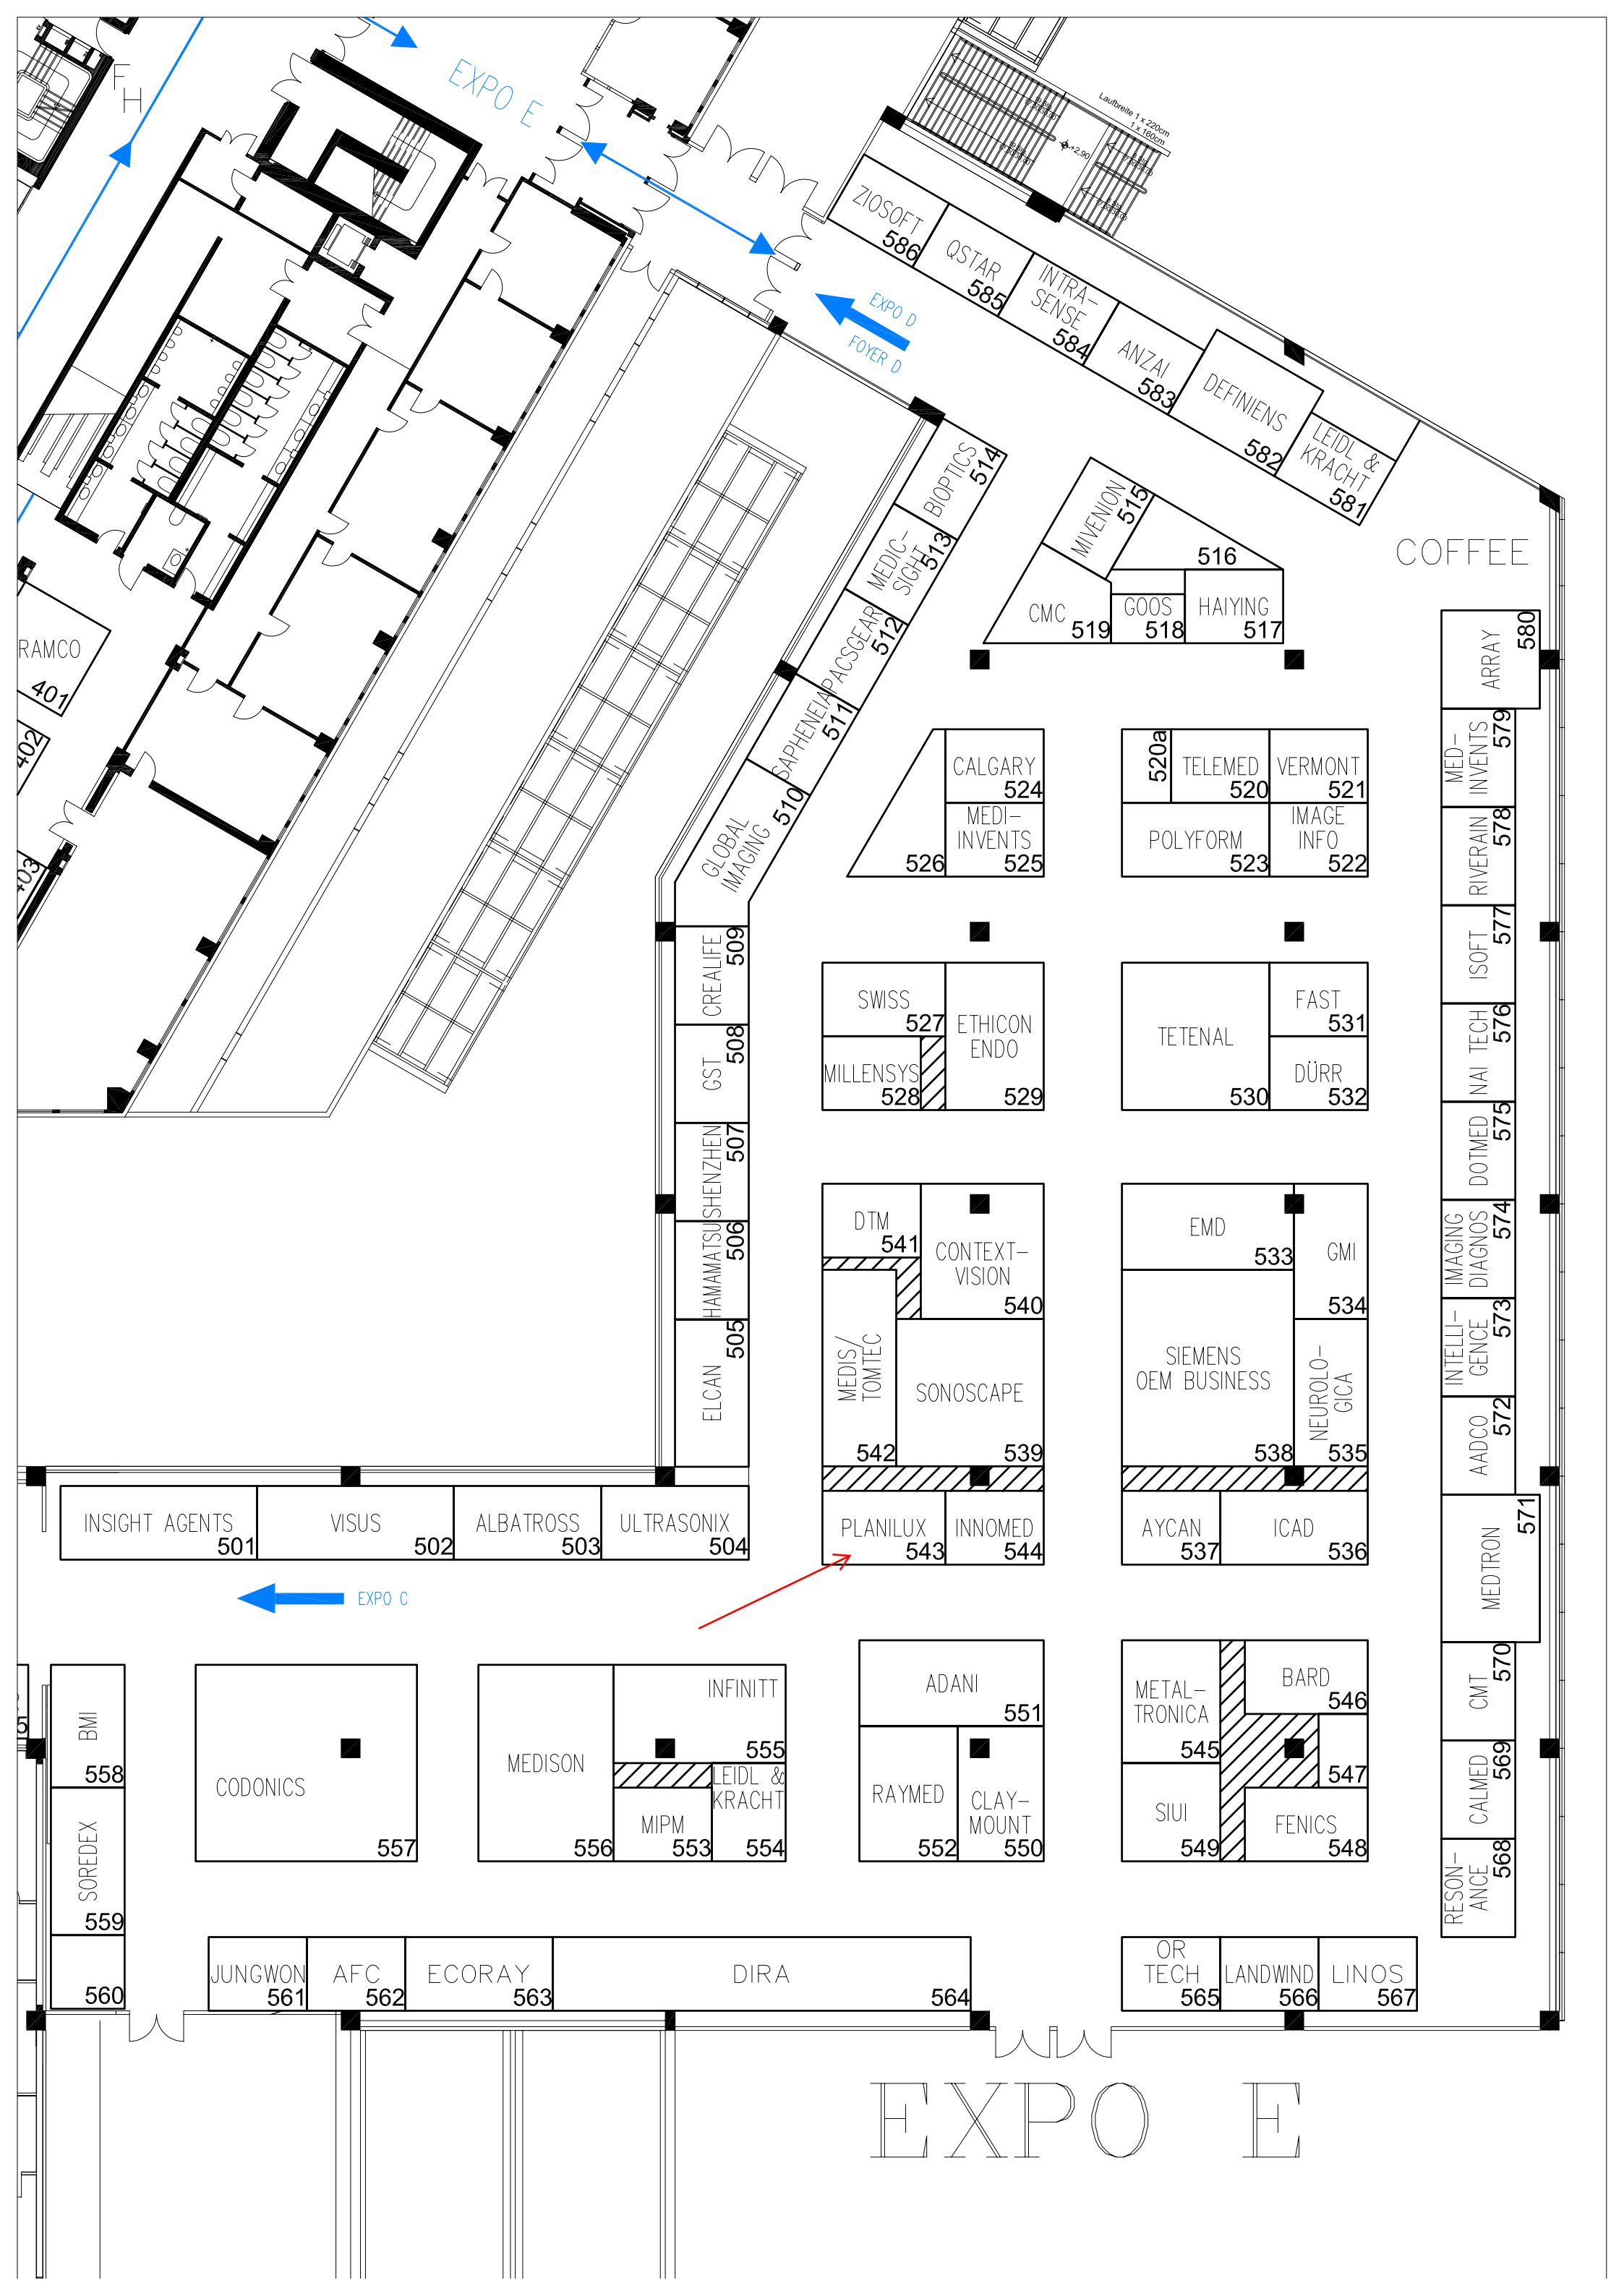 F
H
EXPO E
Laufbreite 1 x 220cm
1 x 160cm
+2.90
ZIOSOFT
586
QSTAR
585
INTRA-
SENSE
584
ANZAI
583
DEFINIENS
582
LEIDL &
KRACHT
581
EXPO D
FOYER D
BIOPTICS
514
MEDIC-
SIGHT
513
PACSGEAR
512
SAPHENEIA
511
GLOBAL
IMAGING
510
MIVENION
515
516
CMC
519
GOOS
518
HAIYING
517
COFFEE
RAMCO
401
402
403
ARRAY
580
MED-
INVENTS
579
RIVERAIN
578
ISOFT
577
NAI TECH
576
DOTMED
575
IMAGING
DIAGNOS
574
INTELLI-
GENCE
573
AADCO
572
MEDTRON
571
CMT
570
CALMED
569
RESON-
ANCE
568
CALGARY
524
MEDI-
INVENTS
525
526
520a
TELEMED
520
VERMONT
521
POLYFORM
523
IMAGE
INFO
522
CREALIFE
509
GST
508
SHENZHEN
507
HAMAMATSU
506
ELCAN
505
SWISS
527
MILLENSYS
528
ETHICON
ENDO
529
TETENAL
530
FAST
531
DÜRR
532
DTM
541
CONTEXT-
VISION
540
MEDIS/
TOMTEC
542
SONOSCAPE
539
EMD
533
GMI
534
SIEMENS
OEM BUSINESS
538
NEUROLO-
GICA
535
INSIGHT AGENTS
501
VISUS
502
ALBATROSS
503
ULTRASONIX
504
PLANILUX
543
INNOMED
544
AYCAN
537
ICAD
536
EXPO C
5
BMI
558
SOREDEX
559
560
CODONICS
557
MEDISON
556
INFINITT
555
MIPM
553
LEIDL &
KRACHT
554
ADANI
551
RAYMED
552
CLAY-
MOUNT
550
METAL-
TRONICA
545
BARD
546
547
SIUI
549
FENICS
548
JUNGWON
561
AFC
562
ECORAY
563
DIRA
564
OR
TECH
565
LANDWIND
566
LINOS
567
EXPO E